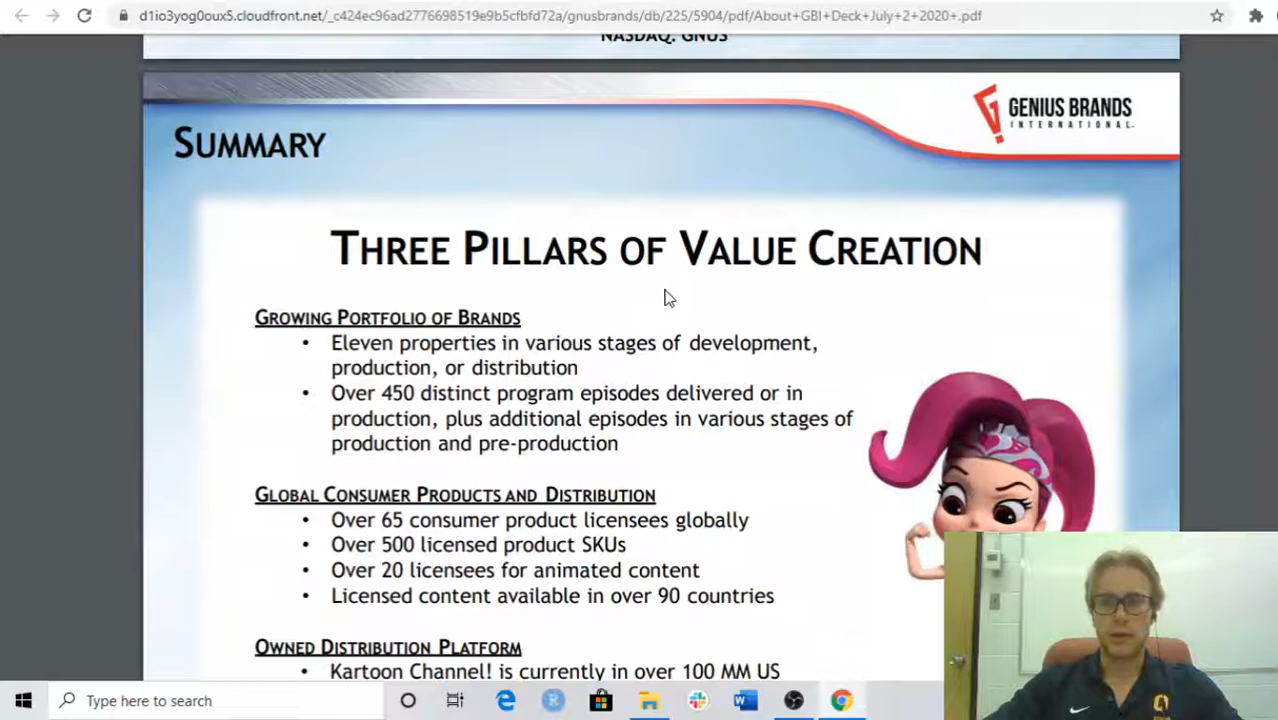 d1io3yog0oux5.cloudfront.net/_c424ec96ad2776698519e9b5cfbfd72a/gnusbrands/db/225/5904/pdf/About+GBI+Deck+July+2+2020+.pdf
NASDAQ: GNUS
GENIUS BRANDS
INTERNATIONAL.
SUMMARY
THREE PILLARS OF VALUE CREATION
GROWING PORTFOLIO OF BRANDS
• Eleven properties in various stages of development,
production, or distribution
• Over 450 distinct program episodes delivered or in
production, plus additional episodes in various stages of
production and pre-production
GLOBAL CONSUMER PRODUCTS AND DISTRIBUTION
• Over 65 consumer product licensees globally
• Over 500 licensed product SKUs
• Over 20 licensees for animated content
• Licensed content available in over 90 countries
OWNED DISTRIBUTION PLATFORM
• Kartoon Channel! is currently in over 100 MM US
Type here to search